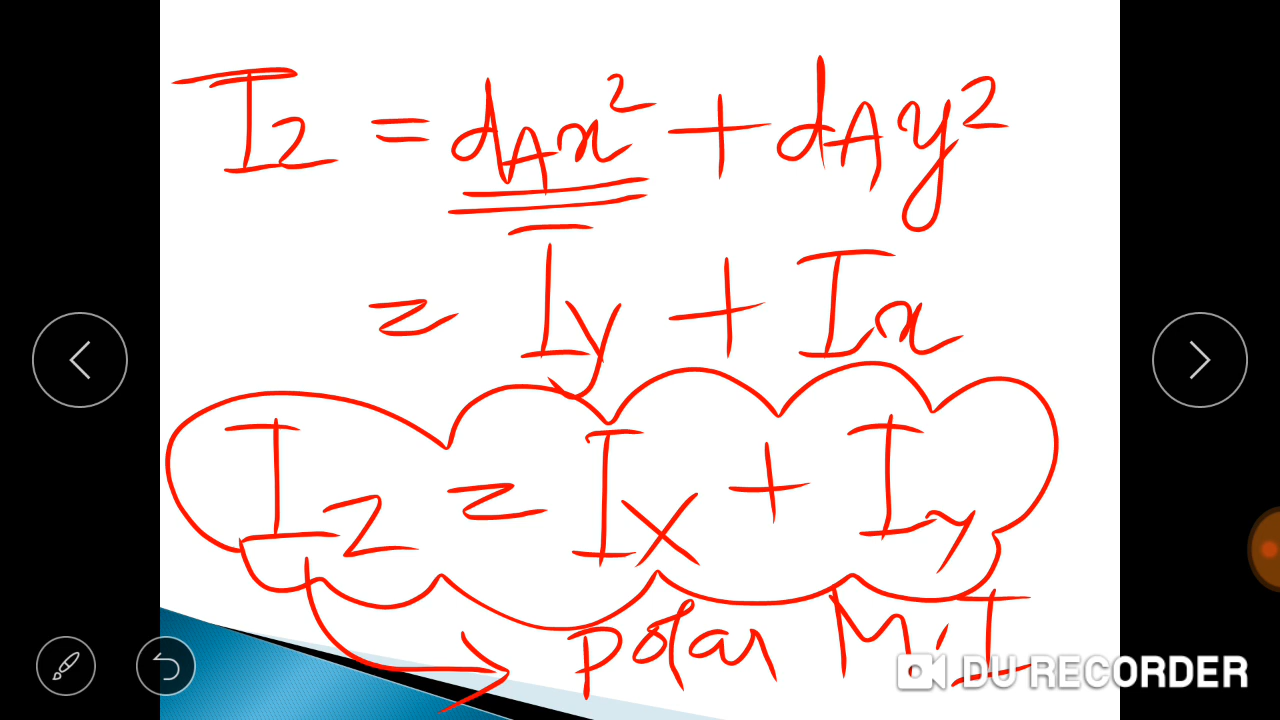 Iz = dAx² + dAy²
= Iy + Ix
Iz = Ix + Iy
polar M.I
DU RECORDER